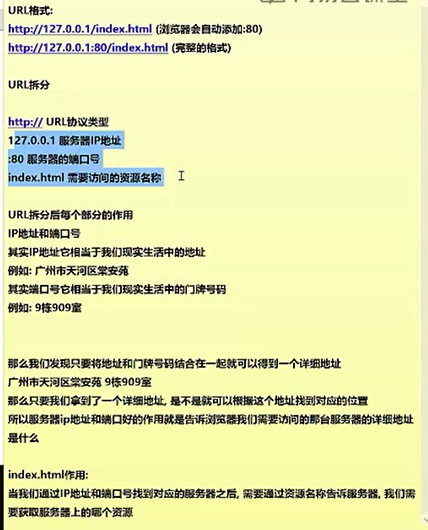 URL格式:
http://127.0.0.1/index.html (浏览器会自动添加:80)
http://127.0.0.1:80/index.html (完整的格式)
URL拆分
http:// URL协议类型
127.0.0.1 服务器IP地址
:80 服务器的端口号
index.html 需要访问的资源名称
URL拆分后每个部分的作用
IP地址和端口号
其实IP地址它相当于我们现实生活中的地址
例如: 广州市天河区棠安苑
其实端口号它相当于我们现实生活中的门牌号码
例如: 9栋909室
那么我们发现只要将地址和门牌号码结合在一起就可以得到一个详细地址
广州市天河区棠安苑 9栋909室
那么只要我们拿到了一个详细地址, 是不是就可以根据这个地址找到对应的位置
所以服务器ip地址和端口好的作用就是告诉浏览器我们需要访问的那台服务器的详细地址
是什么
index.html作用:
当我们通过IP地址和端口号找到对应的服务器之后, 需要通过资源名称告诉服务器, 我们需
要获取服务器上的哪个资源